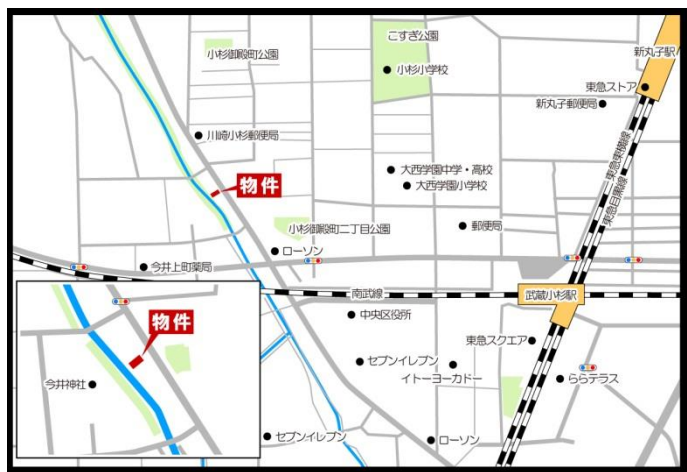 こすぎ公園
新丸子駅
小杉御殿町公園
小杉小学校
東急ストア
新丸子郵便局
川崎小杉郵便局
東急東横線
東急目黒線
大西学園中学・高校
大西学園小学校
物件
小杉御殿町二丁目公園
郵便局
ローソン
今井上町薬局
南武線
武蔵小杉駅
中央区役所
物件
東急スクエア
セブンイレブン
イトーヨーカドー
ららテラス
今井神社
セブンイレブン
ローソン